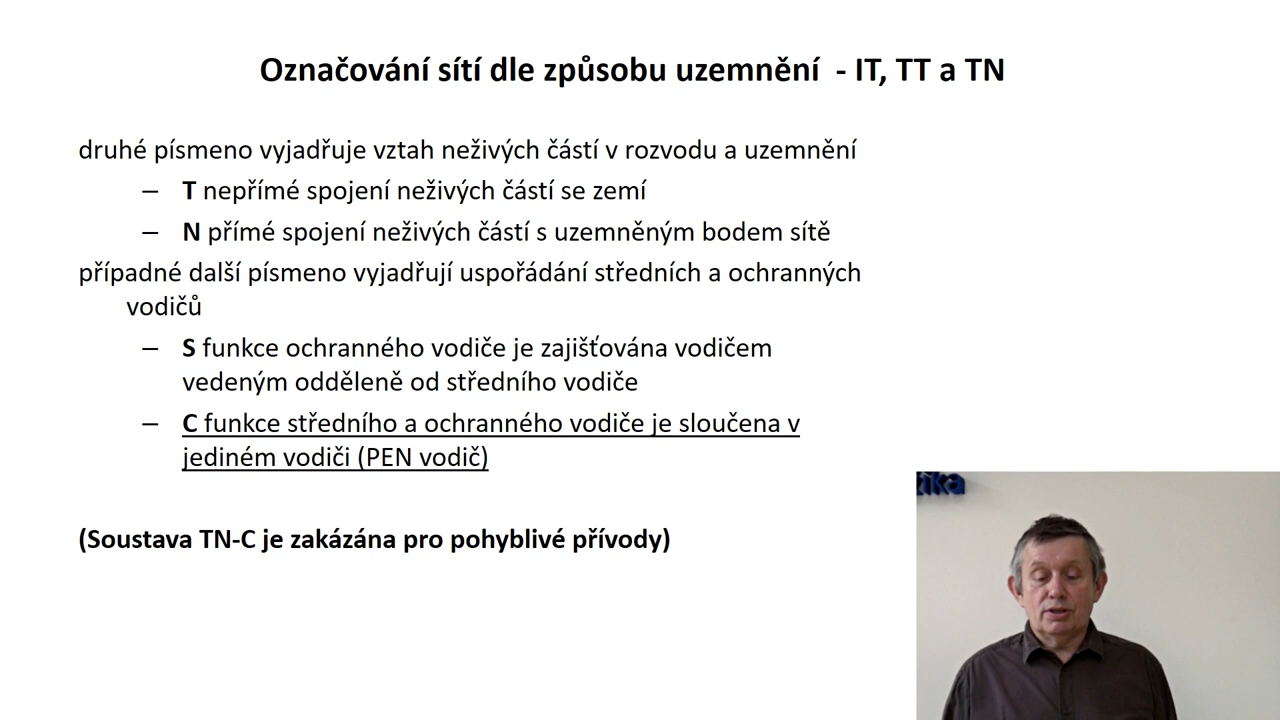 Označování sítí dle způsobu uzemnění - IT, TT a TN
druhé písmeno vyjadřuje vztah neživých částí v rozvodu a uzemnění
– T nepřímé spojení neživých částí se zemí
– N přímé spojení neživých částí s uzemněným bodem sítě
případné další písmeno vyjadřují uspořádání středních a ochranných
vodičů
– S funkce ochranného vodiče je zajišťována vodičem
vedeným odděleně od středního vodiče
– C funkce středního a ochranného vodiče je sloučena v
jediném vodiči (PEN vodič)
(Soustava TN-C je zakázána pro pohyblivé přívody)